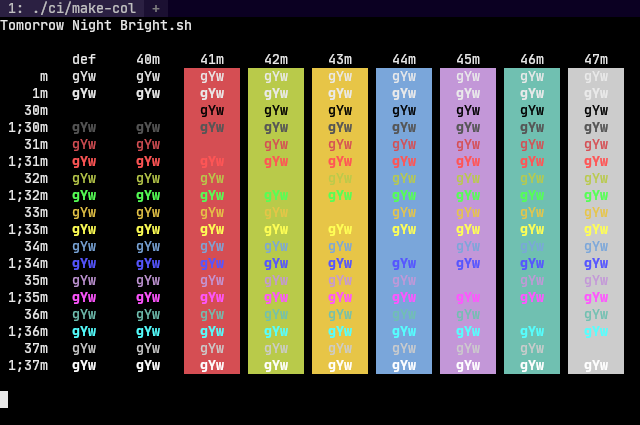 1: ./ci/make-col +
Tomorrow Night Bright.sh
def 40m 41m 42m 43m 44m 45m 46m 47m
m gYw gYw gYw gYw gYw gYw gYw gYw gYw
1m gYw gYw gYw gYw gYw gYw gYw gYw gYw
30m gYw gYw gYw gYw gYw gYw gYw
1;30m gYw gYw gYw gYw gYw gYw gYw gYw gYw
31m gYw gYw gYw gYw gYw gYw gYw gYw
1;31m gYw gYw gYw gYw gYw gYw gYw gYw gYw
32m gYw gYw gYw gYw gYw gYw gYw gYw
1;32m gYw gYw gYw gYw gYw gYw gYw gYw gYw
33m gYw gYw gYw gYw gYw gYw gYw gYw
1;33m gYw gYw gYw gYw gYw gYw gYw gYw gYw
34m gYw gYw gYw gYw gYw gYw gYw gYw
1;34m gYw gYw gYw gYw gYw gYw gYw gYw gYw
35m gYw gYw gYw gYw gYw gYw gYw gYw
1;35m gYw gYw gYw gYw gYw gYw gYw gYw gYw
36m gYw gYw gYw gYw gYw gYw gYw gYw
1;36m gYw gYw gYw gYw gYw gYw gYw gYw gYw
37m gYw gYw gYw gYw gYw gYw gYw gYw
1;37m gYw gYw gYw gYw gYw gYw gYw gYw gYw